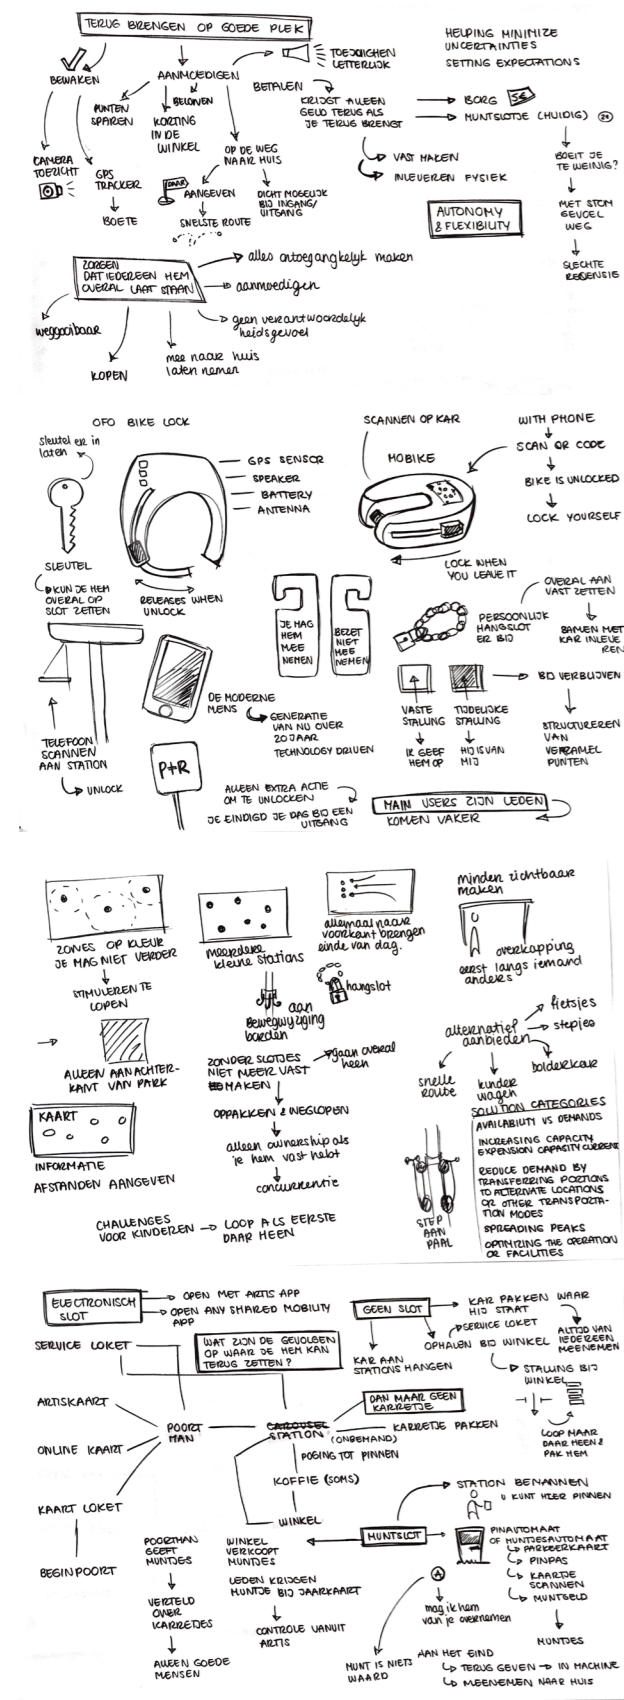 TERUG BRENGEN OP GOEDE PLEK
HELPING MINIMIZE
UNCERTAINTIES
SETTING EXPECTATIONS
BEWAKEN
AANMOEDIGEN
TOEJUICHEN
LETTERLIJK
BETALEN
PUNTEN
SPAREN
BELONEN
KORTING
IN DE
WINKEL
KRIJGT ALLEEN
GELD TERUG ALS
JE TERUG BRENGT
BORG 5€
MUNTSLOTJE (HUIDIG)
CAMERA
TOEZICHT
GPS
TRACKER
BOETE
OP DE WEG
NAAR HUIS
AANGEVEN
SNELSTE ROUTE
DICHT MOGELIJK
BIJ INGANG/
UITGANG
VAST MAKEN
INLEVEREN FYSIEK
BOEIT JE
TE WEINIG?
MET STOM
GEVOEL
WEG
SLECHTE
RECENSIE
AUTONOMY
& FLEXIBILITY
ZORGEN
DAT IEDEREEN HEM
OVERAL LAAT STAAN
alles ontoegangkelyk maken
aanmoedigen
geen verantwoordelyk
heidsgevoel
weggooibaar
KOPEN
mee naar huis
laten nemen
OFO BIKE LOCK
sleutel er in
laten
GPS SENSOR
SPEAKER
BATTERY
ANTENNA
SLEUTEL
KUN JE HEM
OVERAL OP
SLOT ZETTEN
RELEASES WHEN
UNLOCK
SCANNEN OP KAR
MOBIKE
WITH PHONE
SCAN QR CODE
BIKE IS UNLOCKED
LOCK YOURSELF
LOCK WHEN
YOU LEAVE IT
JE MAG
HEM
MEE
NEMEN
BEZET
NIET
MEE
NEMEN
PERSOONLIJK
HANGSLOT
ER BIJ
OVERAL AAN
VAST ZETTEN
SAMEN MET
KAR INLEVE
REN
TELEFOON
SCANNEN
AAN STATION
UNLOCK
DE MODERNE
MENS
GENERATIE
VAN NU OVER
20 JAAR
TECHNOLOGY DRIVEN
VASTE
STALLING
IK GEEF
HEM OP
TIJDELIJKE
STALLING
HIJ IS VAN
MIJ
BIJ VERBLIJVEN
STRUCTUREREN
VAN
VERZAMEL
PUNTEN
P+R
ALLEEN EXTRA ACTIE
OM TE UNLOCKEN
JE EINDIGD JE DAG BIJ EEN
UITGANG
MAIN USERS ZIJN LEDEN
KOMEN VAKER
ZONES OP KLEUR
JE MAG NIET VERDER
STIMULEREN TE
LOPEN
ALLEEN AAN ACHTER-
KANT VAN PARK
KAART
INFORMATIE
AFSTANDEN AANGEVEN
CHALLENGES
VOOR KINDEREN
LOOP ALS EERSTE
DAAR HEEN
meerdere
kleine stations
aan
Bewegwyziging
borden
ZONDER SLOTJES
NIET MEER VAST
MAKEN
gaan overal
heen
OPPAKKEN & WEGLOPEN
alleen ownership als
je hem vast hebt
concurrentie
allemaal naar
voorkant brengen
einde van dag.
hangslot
minder zichtbaar
maken
overkapping
eerst langs iemand
anders
alternatief
aanbieden
fietsjes
stepjes
bolderkar
snelle
route
kinder
wagen
STEP
AAN
PAAL
SOLUTION CATEGORIES
AVAILABILITY VS DEMANDS
INCREASING CAPACITY
EXPENSION CAPACITY CURRENT
REDUCE DEMAND BY
TRANSFERRING PORTIONS
TO ALTERNATE LOCATIONS
OR OTHER TRANSPORTA-
TION MODES
SPREADING PEAKS
OPTIMIZING THE OPERATION
OR FACILITIES
ELECTRONISCH
SLOT
OPEN MET ARTIS APP
OPEN ANY SHARED MOBILITY
APP
SERVICE LOKET
WAT ZIJN DE GEVOLGEN
OP WAAR DE HEM KAN
TERUG ZETTEN?
GEEN SLOT
KAR PAKKEN WAAR
HIJ STAAT
ALTIJD VAN
IEDEREEN
MEENEMEN
SERVICE LOKET
OPHALEN BIJ WINKEL
KAR AAN
STATIONS HANGEN
STALLING BIJ
WINKEL
LOOP MAAR
DAAR HEEN &
PAK HEM
ARTISKAART
ONLINE KAART
KAART LOKET
BEGIN POORT
POORT
MAN
CAROUSEL
STATION (ONBEMAND)
DAN MAAR GEEN
KARRETJE
KARRETJE PAKKEN
POGING TOT PINNEN
KOFFIE (SOMS)
WINKEL
POORTMAN
GEEFT
MUNTJES
VERTELD
OVER
KARRETJES
ALLEEN GOEDE
MENSEN
WINKEL
VERKOOPT
MUNTJES
LEDEN KRIJGEN
MUNTJE BIJ JAARKAART
CONTROLE VANUIT
ARTIS
MUNTSLOT
STATION BEMANNEN
U KUNT HIER PINNEN
PINAUTOMAAT
OF MUNTJESAUTOMAAT
PARKEERKAART
PINPAS
KAARTJE
SCANNEN
MUNTGELD
MUNTJES
mag ik hem
van je overnemen
MUNT IS NIETS
WAARD
AAN HET EIND
TERUG GEVEN → IN MACHINE
MEENEMEN NAAR HUIS